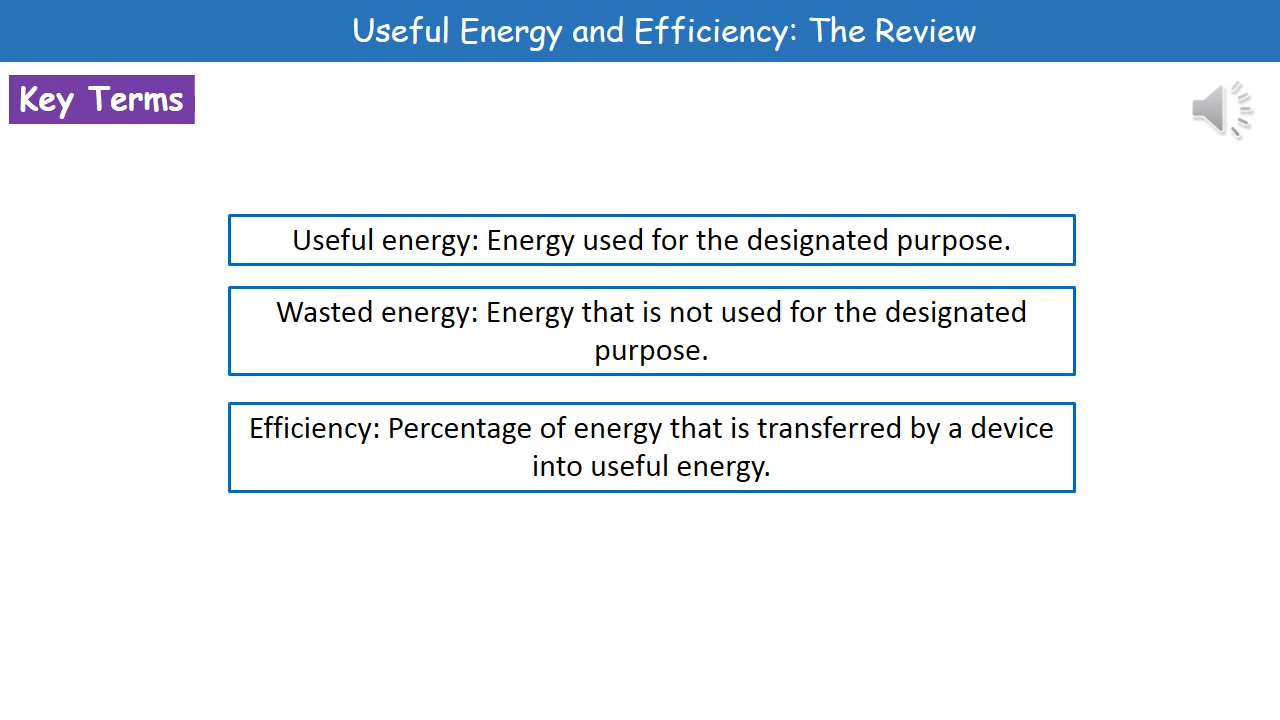 Useful Energy and Efficiency: The Review
Key Terms
Useful energy: Energy used for the designated purpose.
Wasted energy: Energy that is not used for the designated
purpose.
Efficiency: Percentage of energy that is transferred by a device
into useful energy.